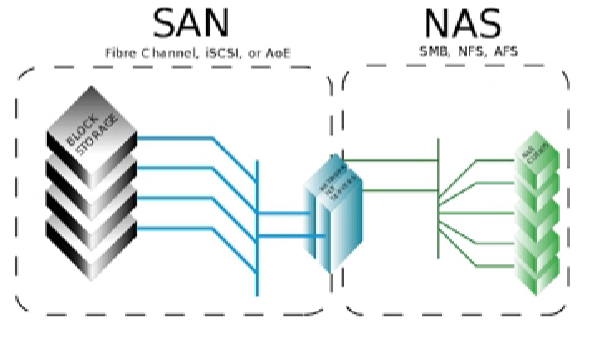 SAN
Fibre Channel, iSCSI, or AoE
NAS
SMB, NFS, AFS
BLOCK
STORAGE